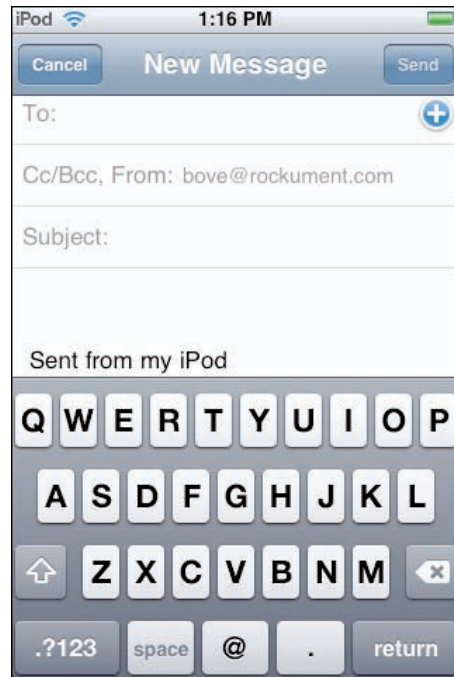 iPod 1:16 PM
Cancel New Message Send
To:
Cc/Bcc, From: bove@rockument.com
Subject:
Sent from my iPod
Q W E R T Y U I O P
A S D F G H J K L
Z X C V B N M
.?123 space @ . return